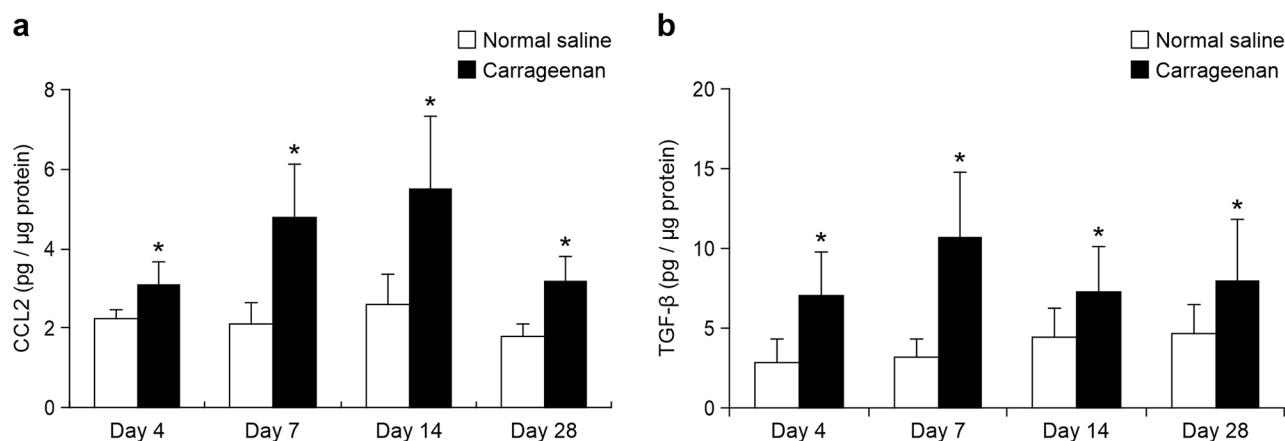 a
Normal saline
Carrageenan
CCL2 (pg / µg protein)
8
6
4
2
0
*
*
*
*
Day 4
Day 7
Day 14
Day 28
b
Normal saline
Carrageenan
TGF-β (pg / µg protein)
20
15
10
5
0
*
*
*
*
Day 4
Day 7
Day 14
Day 28